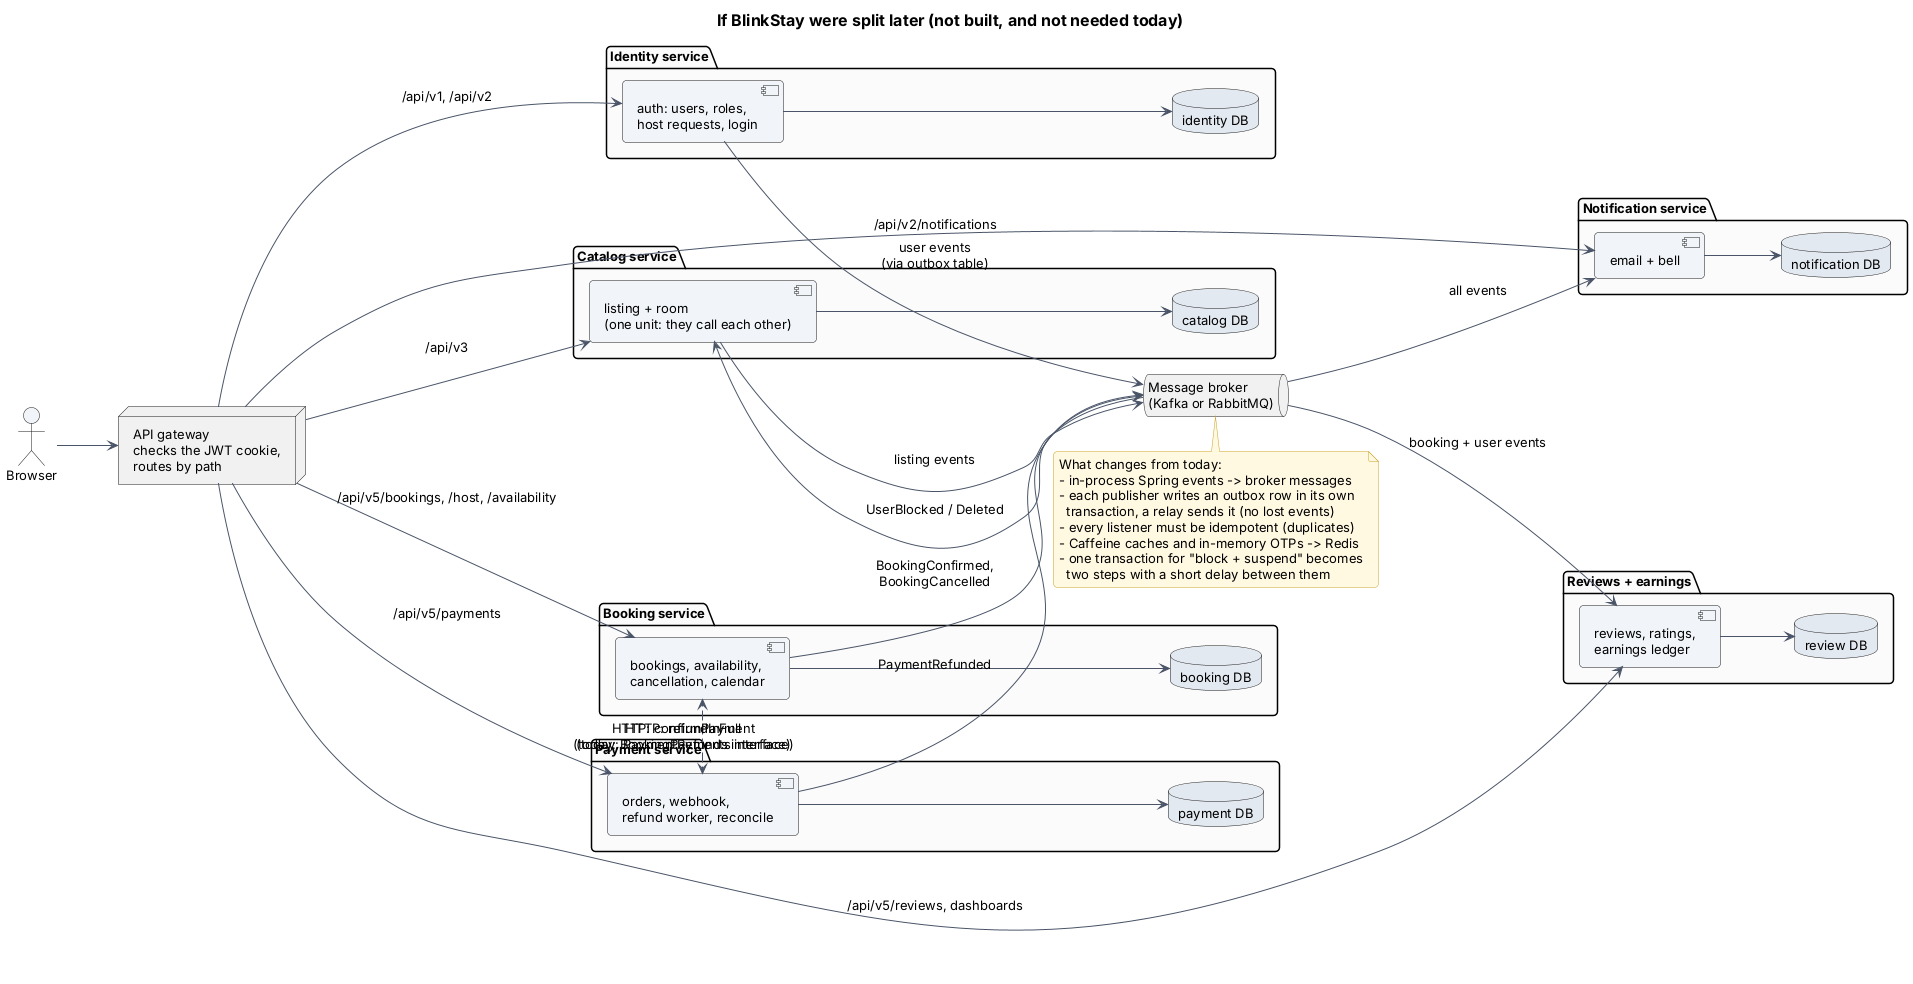 If BlinkStay were split later (not built, and not needed today)
Identity service
auth: users, roles,
host requests, login
identity DB
/api/v1, /api/v2
Notification service
email + bell
notification DB
/api/v2/notifications
user events
(via outbox table)
Catalog service
listing + room
(one unit: they call each other)
catalog DB
all events
/api/v3
Message broker
(Kafka or RabbitMQ)
Browser
API gateway
checks the JWT cookie,
routes by path
booking + user events
listing events
What changes from today:
- in-process Spring events -> broker messages
- each publisher writes an outbox row in its own
transaction, a relay sends it (no lost events)
- every listener must be idempotent (duplicates)
- Caffeine caches and in-memory OTPs -> Redis
- one transaction for "block + suspend" becomes
two steps with a short delay between them
/api/v5/bookings, /host, /availability
UserBlocked / Deleted
BookingConfirmed,
BookingCancelled
Reviews + earnings
reviews, ratings,
earnings ledger
review DB
/api/v5/payments
Booking service
bookings, availability,
cancellation, calendar
booking DB
PaymentRefunded
Payment service
orders, webhook,
refund worker, reconcile
payment DB
/api/v5/reviews, dashboards